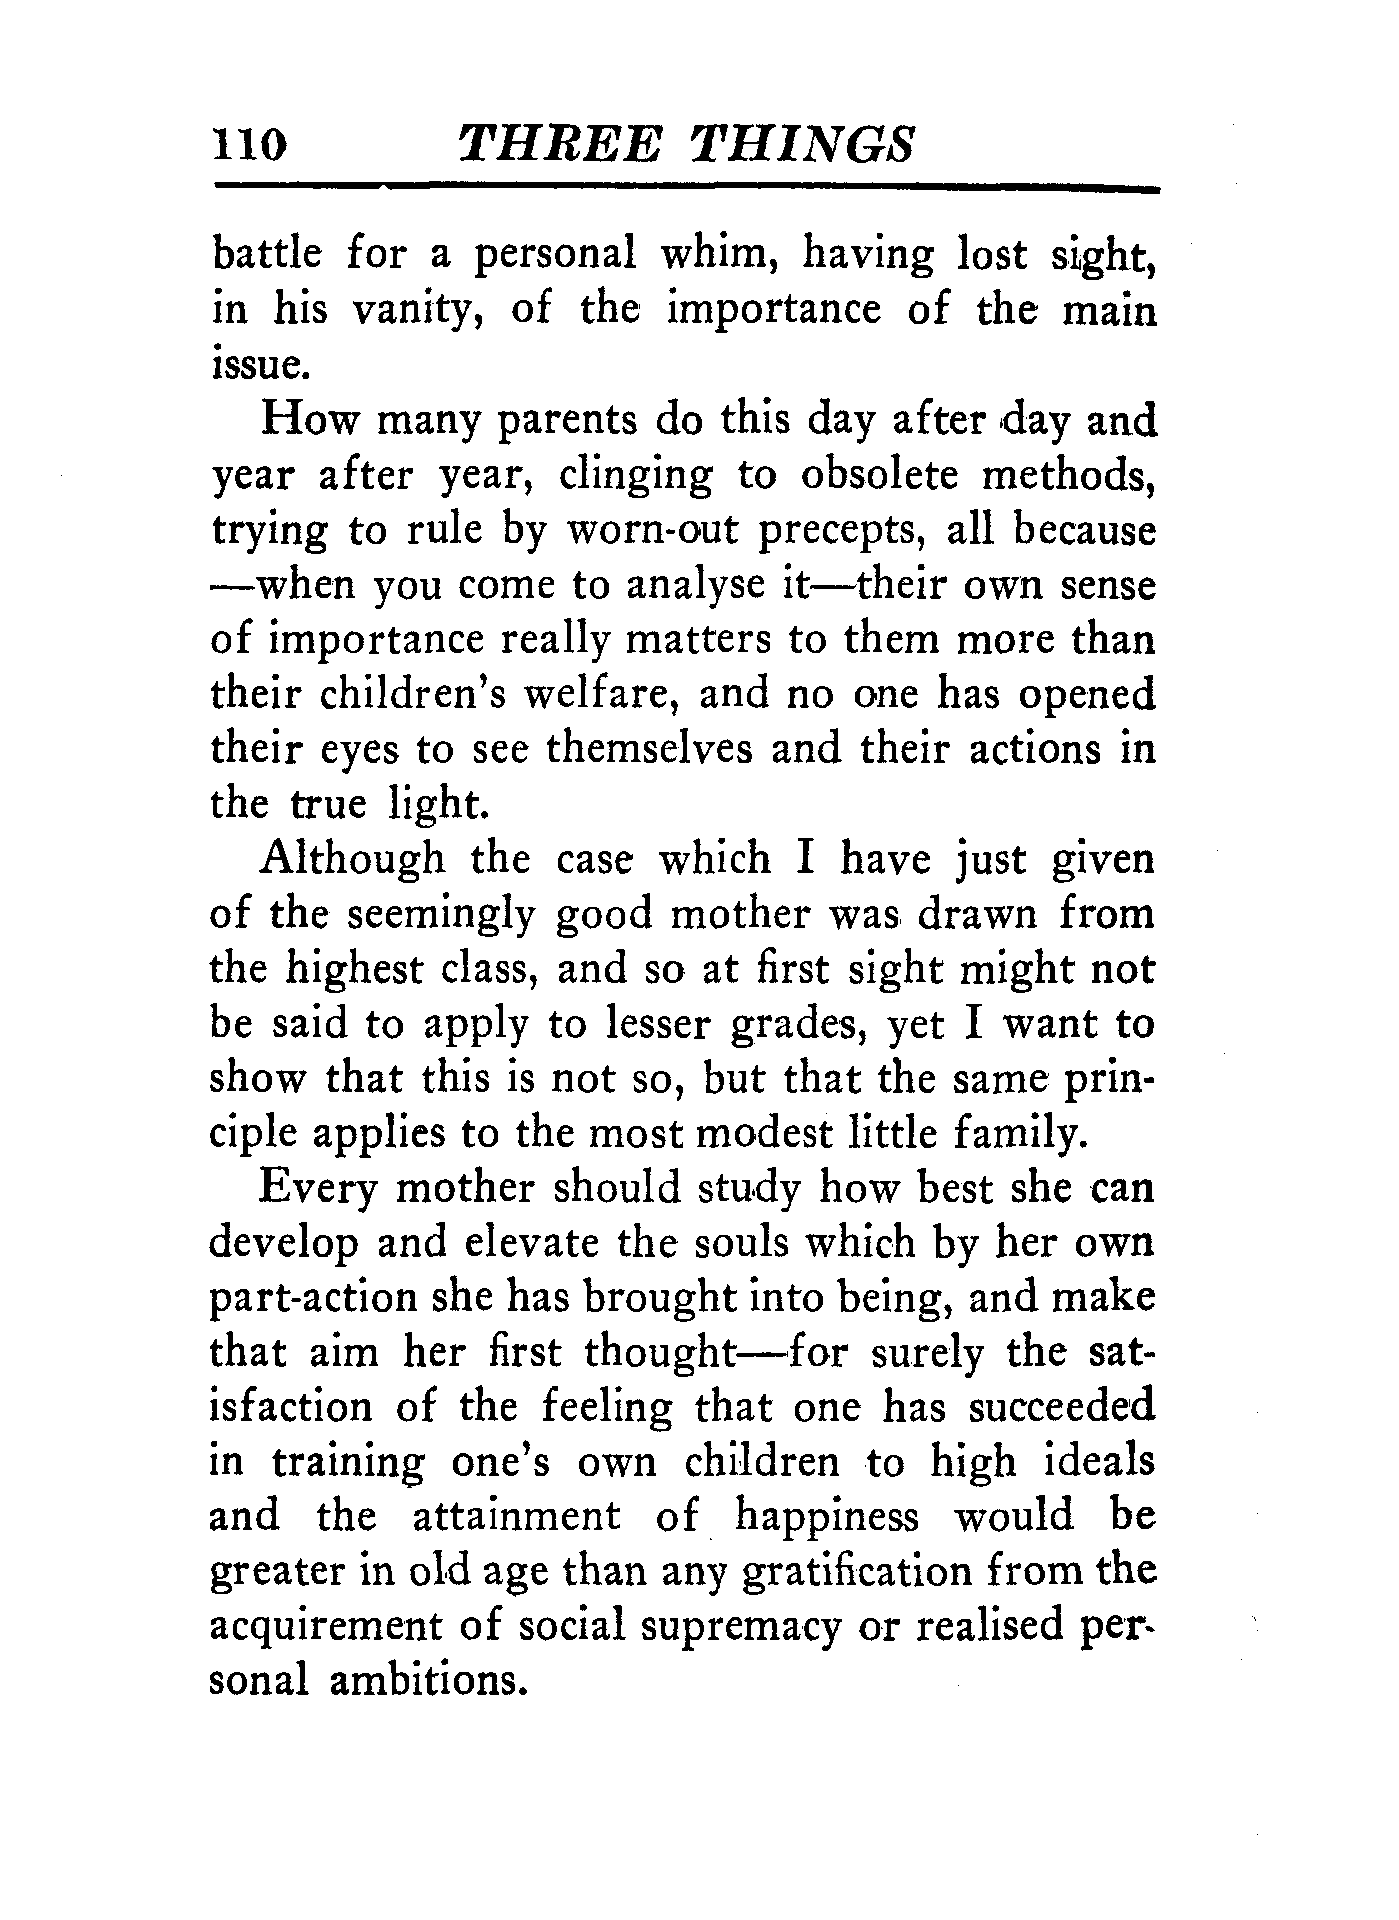 110 THREE THINGS
battle for a personal whim, having lost sight,
in his vanity, of the importance of the main
issue.
How many parents do this day after day and
year after year, clinging to obsolete methods,
trying to rule by worn-out precepts, all because
—when you come to analyse it—their own sense
of importance really matters to them more than
their children's welfare, and no one has opened
their eyes to see themselves and their actions in
the true light.
Although the case which I have just given
of the seemingly good mother was drawn from
the highest class, and so at first sight might not
be said to apply to lesser grades, yet I want to
show that this is not so, but that the same prin-
ciple applies to the most modest little family.
Every mother should study how best she can
develop and elevate the souls which by her own
part-action she has brought into being, and make
that aim her first thought—for surely the sat-
isfaction of the feeling that one has succeeded
in training one's own children to high ideals
and the attainment of happiness would be
greater in old age than any gratification from the
acquirement of social supremacy or realised per-
sonal ambitions.